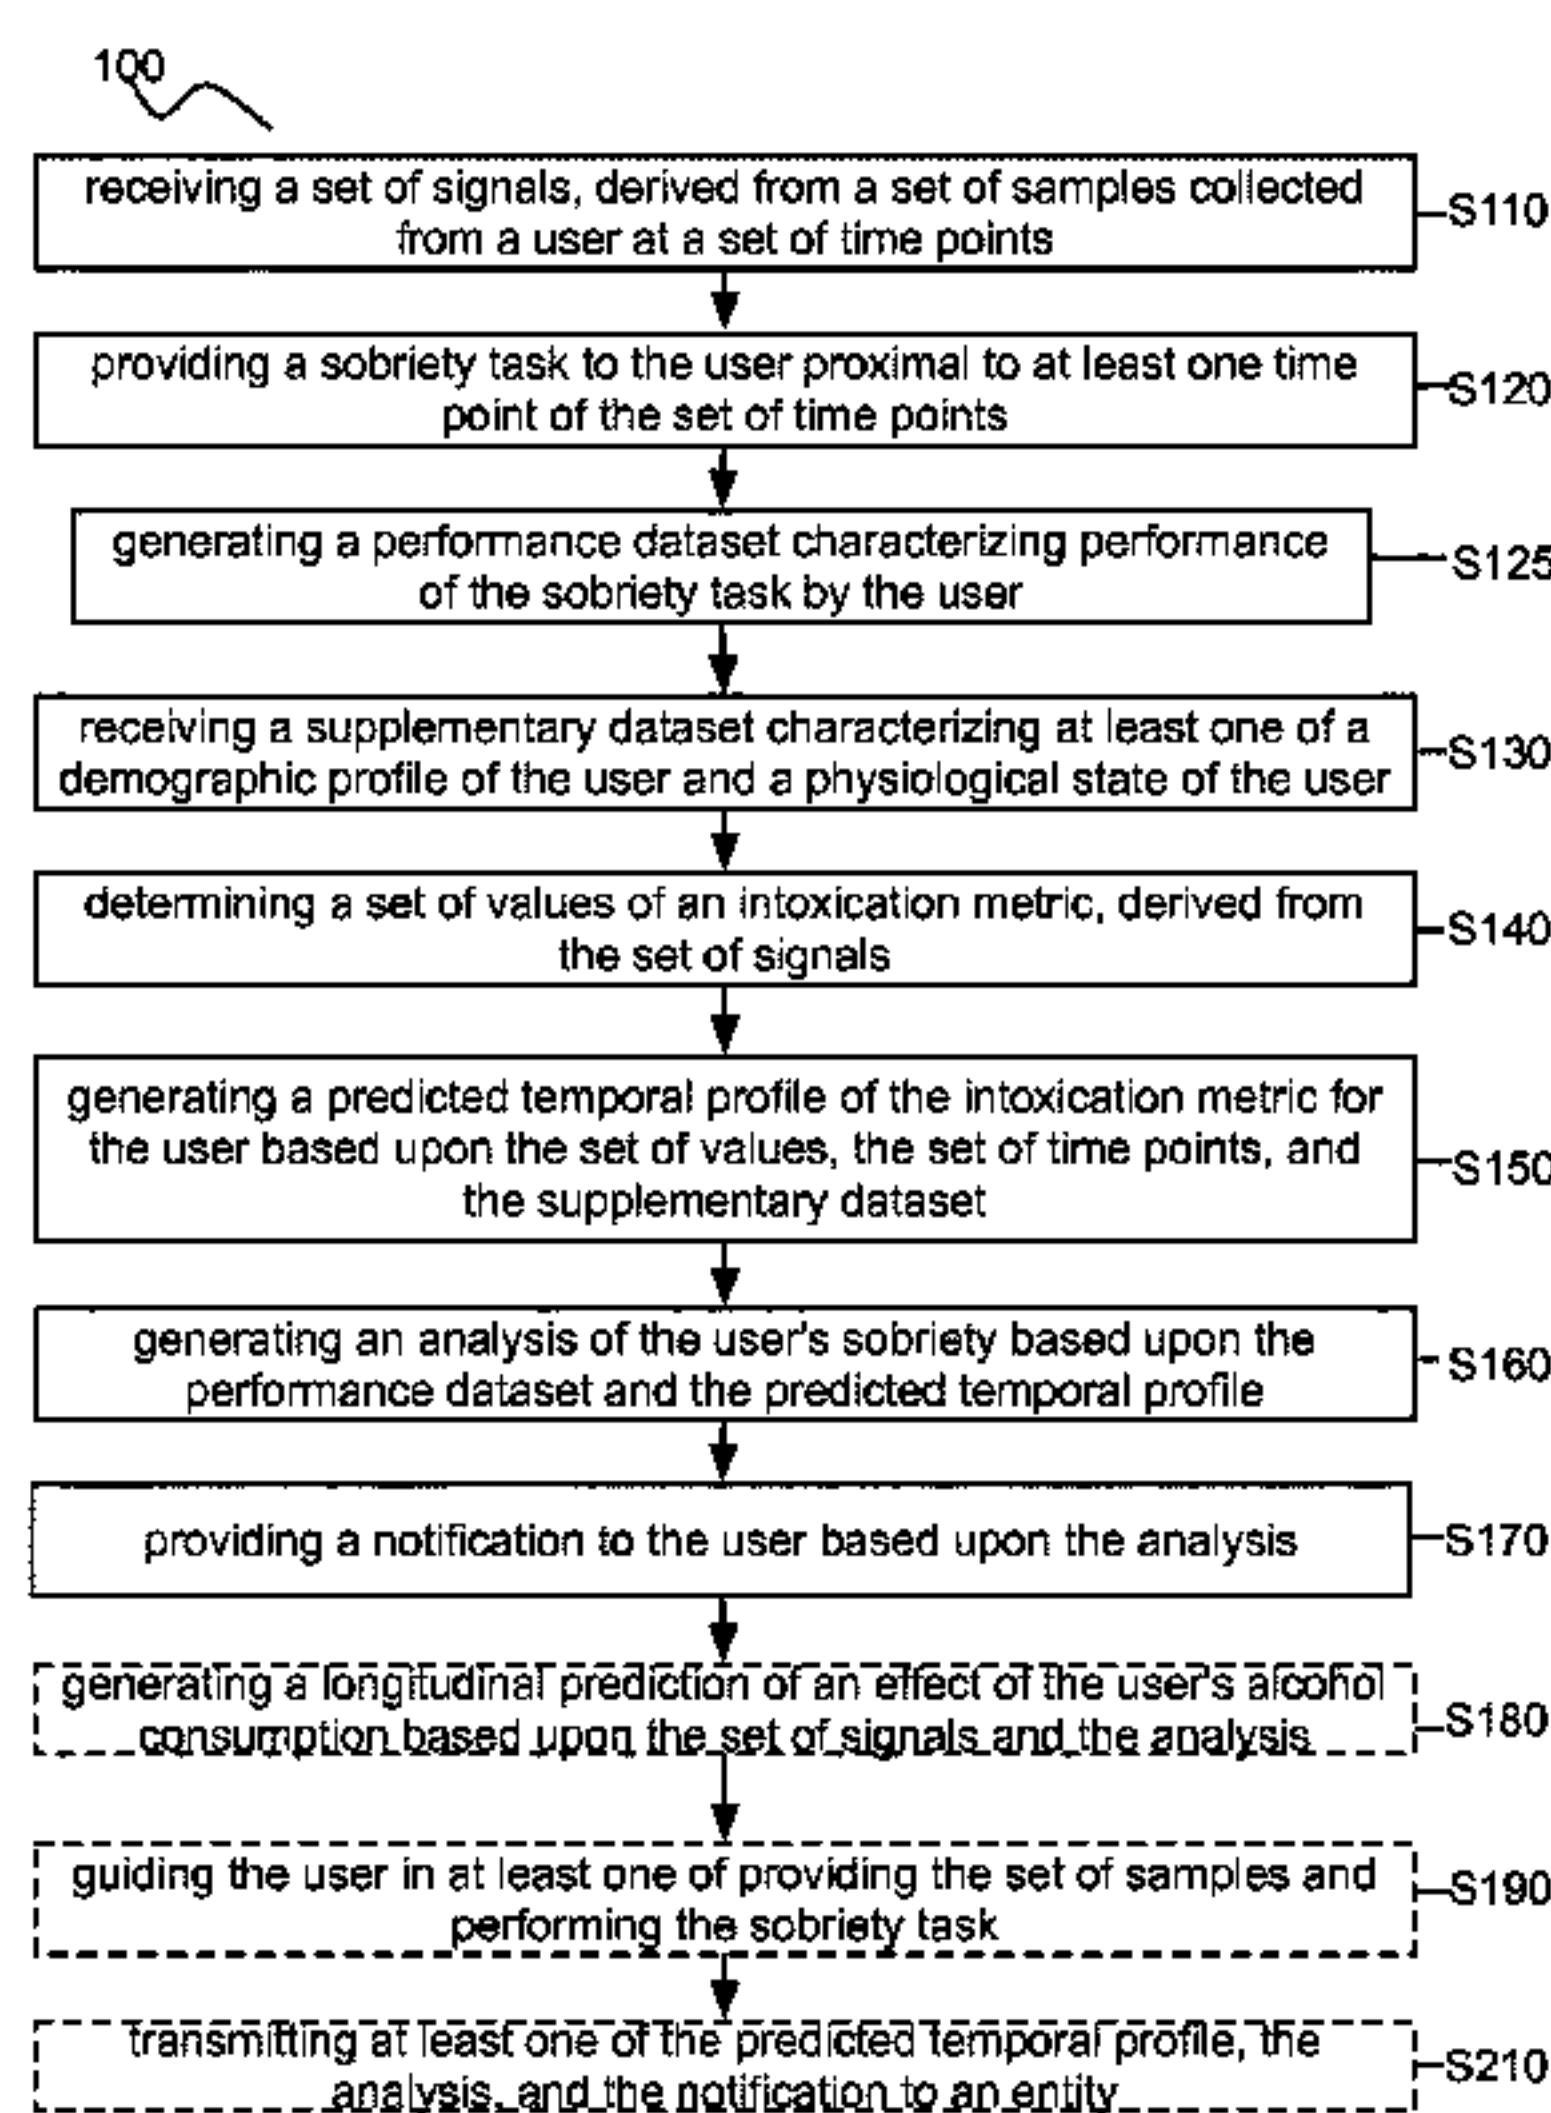 100
receiving a set of signals, derived from a set of samples collected
from a user at a set of time points
S110
providing a sobriety task to the user proximal to at least one time
point of the set of time points
S120
generating a performance dataset characterizing performance
of the sobriety task by the user
S125
receiving a supplementary dataset characterizing at least one of a
demographic profile of the user and a physiological state of the user
S130
determining a set of values of an intoxication metric, derived from
the set of signals
S140
generating a predicted temporal profile of the intoxication metric for
the user based upon the set of values, the set of time points, and
the supplementary dataset
S150
generating an analysis of the user's sobriety based upon the
performance dataset and the predicted temporal profile
S160
providing a notification to the user based upon the analysis
S170
generating a longitudinal prediction of an effect of the user's alcohol
consumption based upon the set of signals and the analysis
S180
guiding the user in at least one of providing the set of samples and
performing the sobriety task
S190
transmitting at least one of the predicted temporal profile, the
analysis, and the notification to an entity
S210